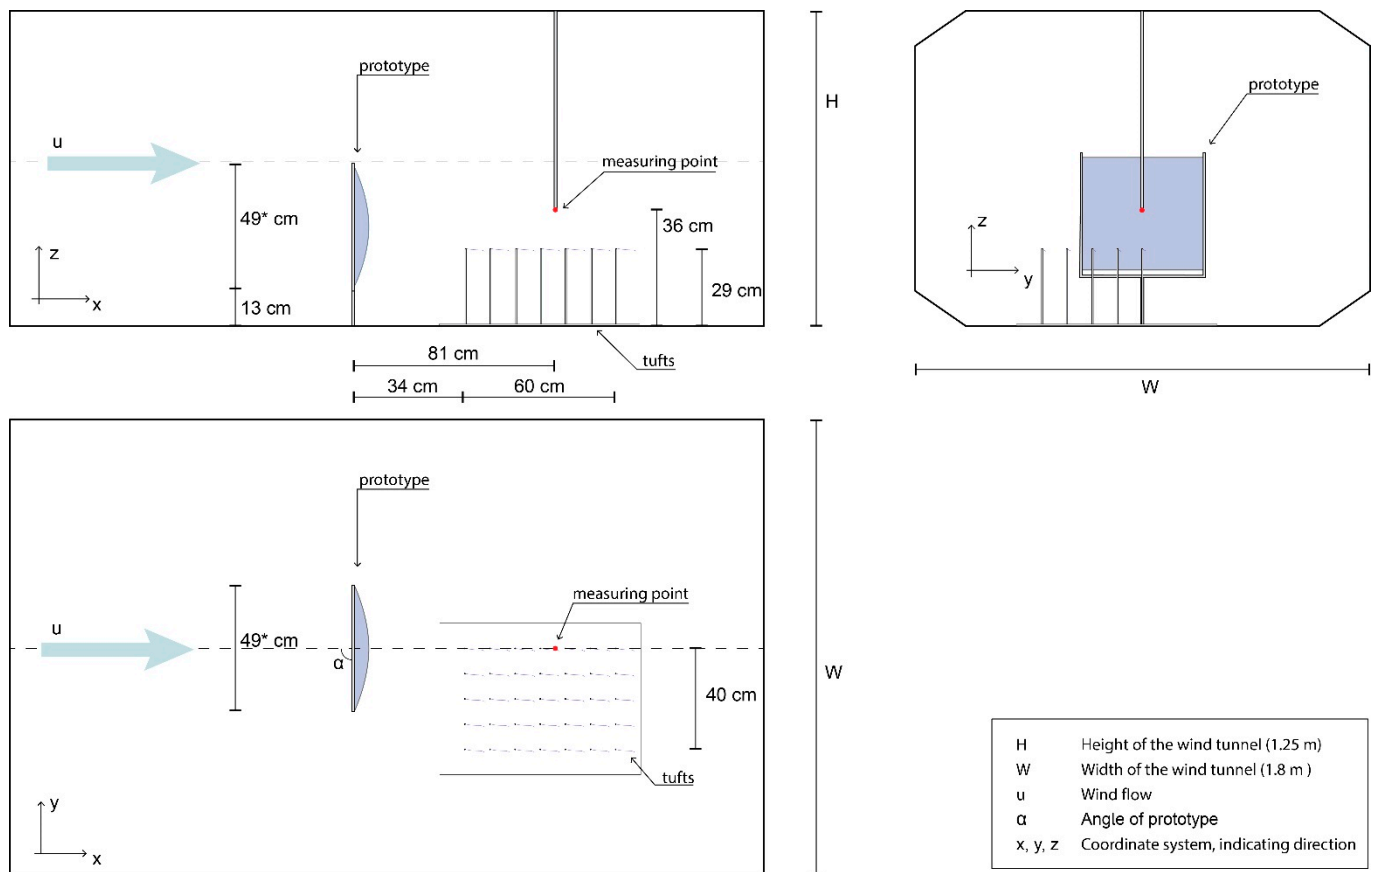 prototype
u
measuring point
49* cm
36 cm
z
x
13 cm
29 cm
81 cm
tufts
34 cm
60 cm
H
prototype
z
y
W
prototype
measuring point
u
49* cm
α
40 cm
tufts
y
x
W
H Height of the wind tunnel (1.25 m)
W Width of the wind tunnel (1.8 m )
u Wind flow
α Angle of prototype
x, y, z Coordinate system, indicating direction